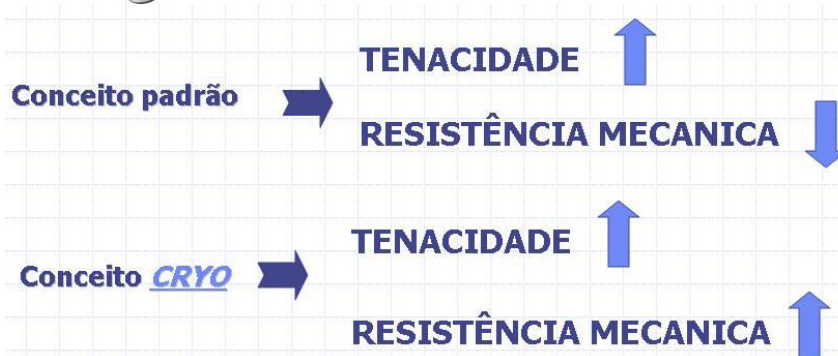 TENACIDADE
Conceito padrão
RESISTÊNCIA MECANICA
TENACIDADE
Conceito CRYO
RESISTÊNCIA MECANICA